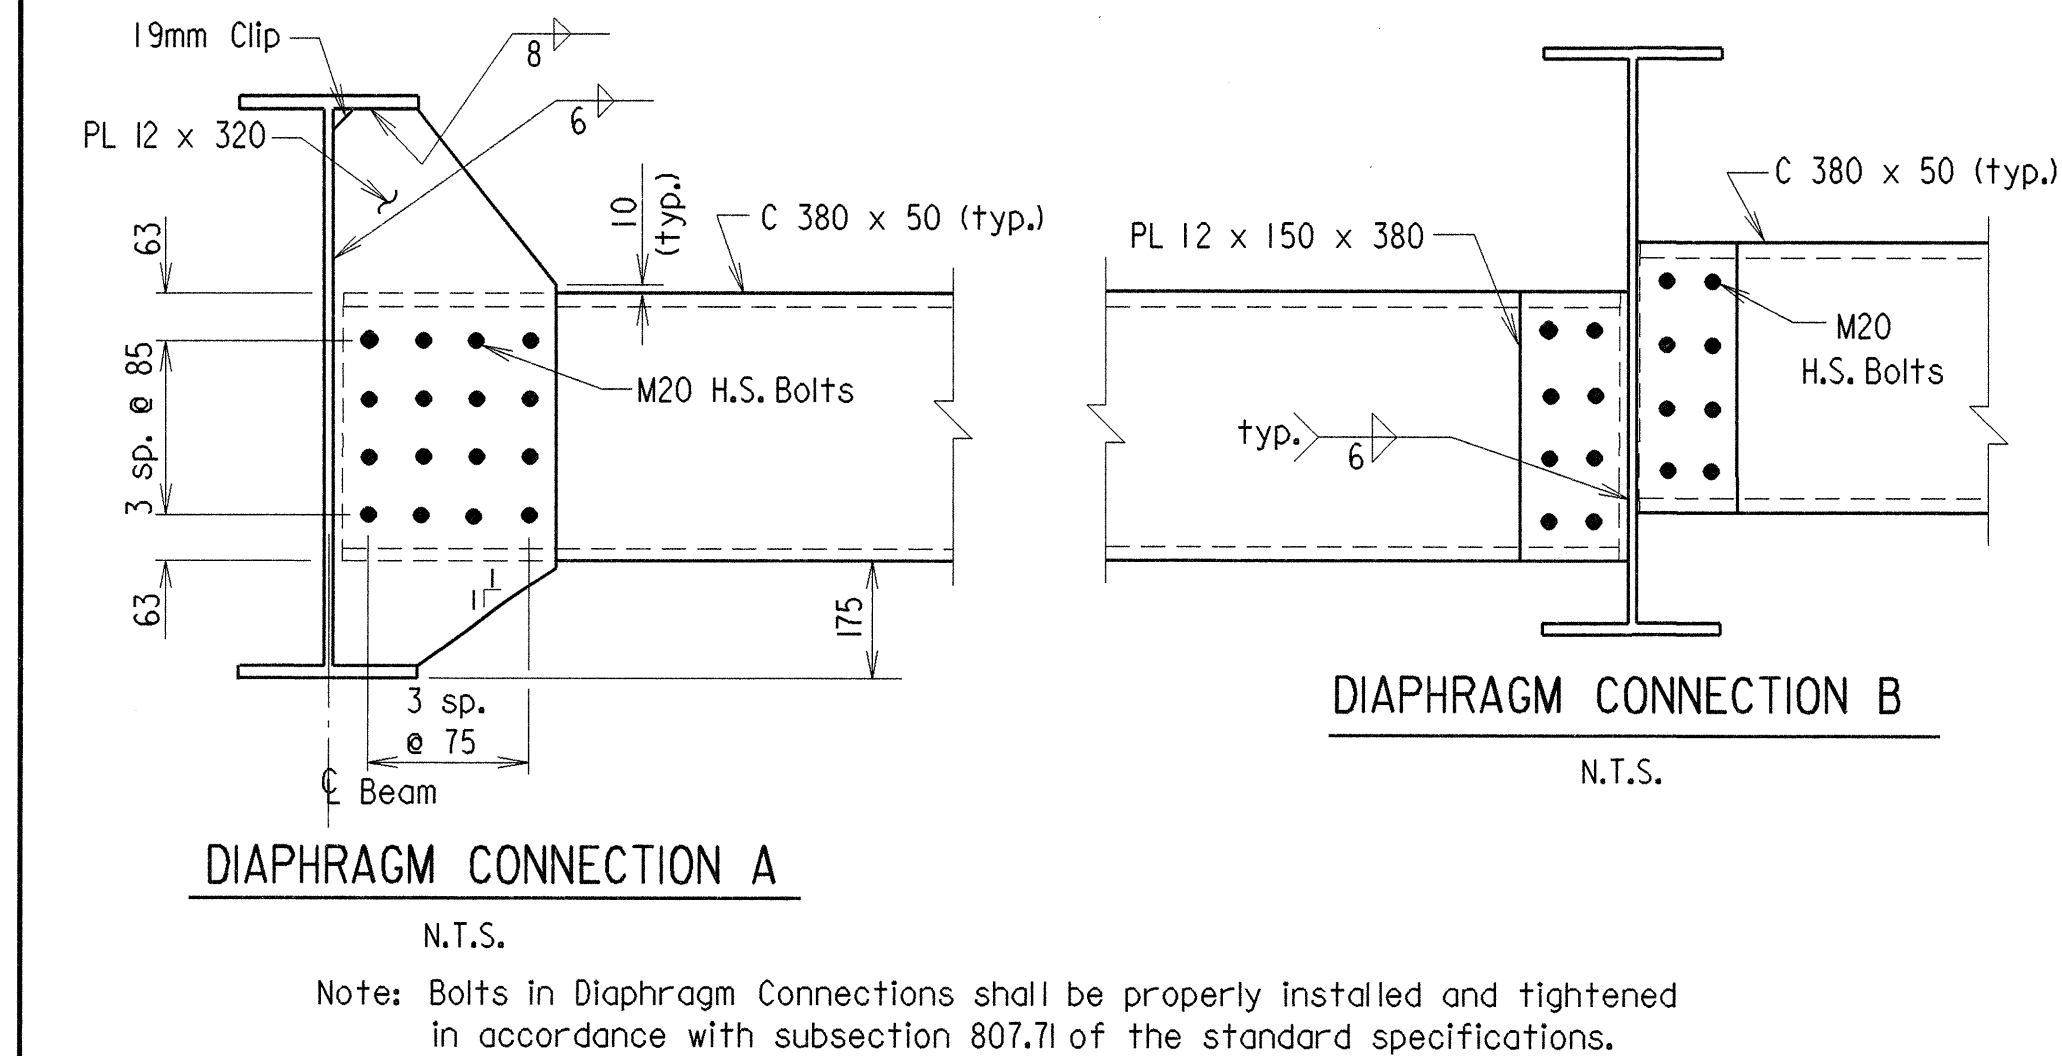 19mm Clip
8
6
PL 12 x 320
63
10
(typ.)
C 380 x 50 (typ.)
3 sp. @ 85
M20 H.S. Bolts
1
1
63
175
3 sp.
@ 75
℄ Beam
DIAPHRAGM CONNECTION A
N.T.S.
C 380 x 50 (typ.)
PL 12 x 150 x 380
M20
H.S. Bolts
typ.
6
DIAPHRAGM CONNECTION B
N.T.S.
Note: Bolts in Diaphragm Connections shall be properly installed and tightened
in accordance with subsection 807.71 of the standard specifications.